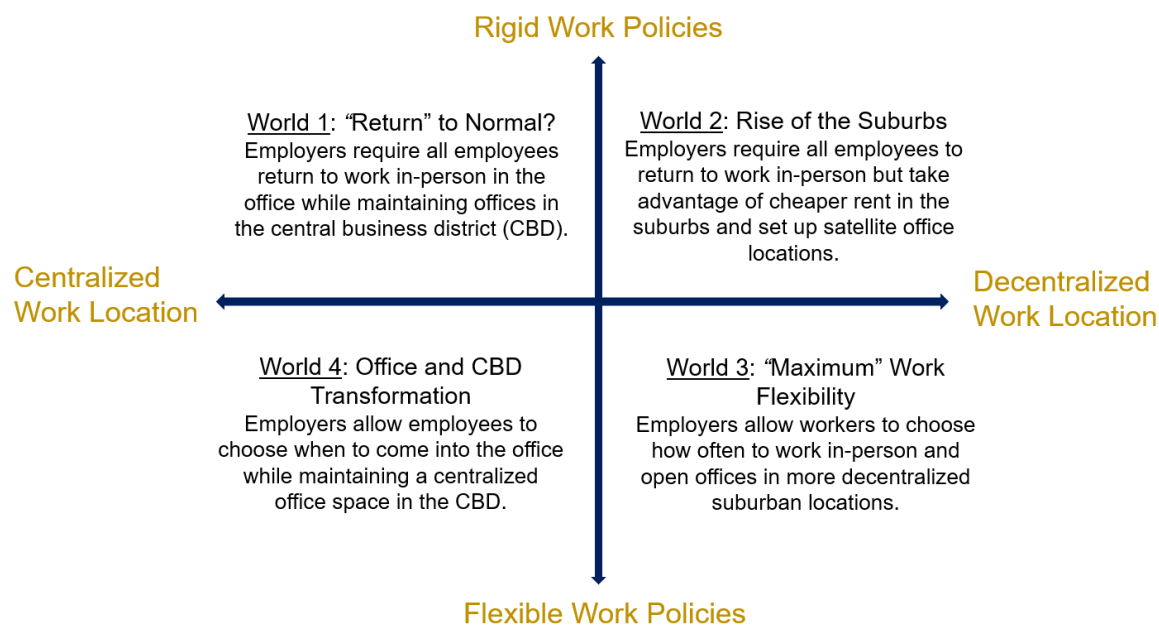 Rigid Work Policies
World 1: “Return” to Normal?
Employers require all employees
return to work in-person in the
office while maintaining offices in
the central business district (CBD).
World 2: Rise of the Suburbs
Employers require all employees to
return to work in-person but take
advantage of cheaper rent in the
suburbs and set up satellite office
locations.
Centralized
Work Location
Decentralized
Work Location
World 4: Office and CBD
Transformation
Employers allow employees to
choose when to come into the office
while maintaining a centralized
office space in the CBD.
World 3: “Maximum” Work
Flexibility
Employers allow workers to choose
how often to work in-person and
open offices in more decentralized
suburban locations.
Flexible Work Policies